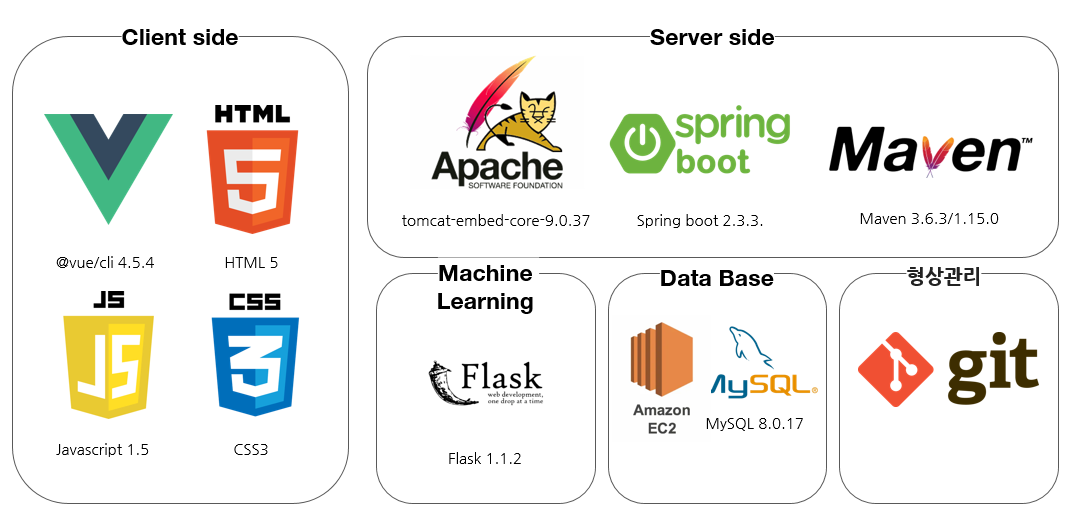 Client side
HTML
5
@vue/cli 4.5.4
HTML 5
JS
JS
CSS
3
Javascript 1.5
CSS3
Server side
Apache
SOFTWARE FOUNDATION
tomcat-embed-core-9.0.37
spring
boot
Spring boot 2.3.3.
Maven™
Maven 3.6.3/1.15.0
Machine
Learning
Flask
web development,
one drop at a time
Flask 1.1.2
Data Base
Amazon
EC2
MySQL®
MySQL 8.0.17
형상관리
git